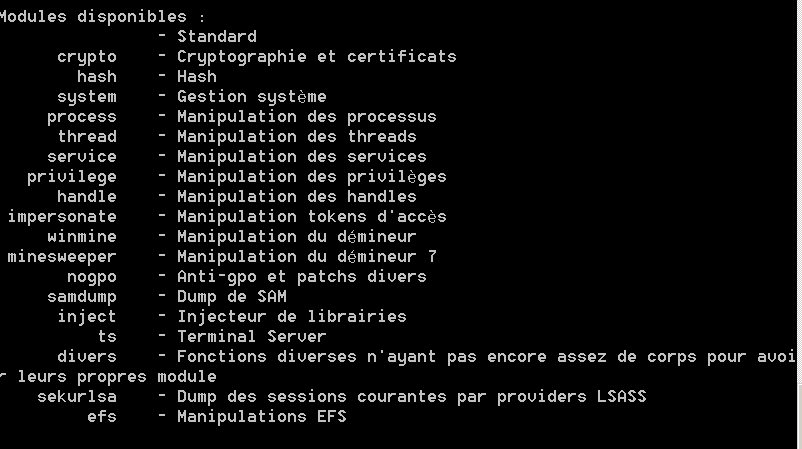 Modules disponibles :
- Standard
crypto - Cryptographie et certificats
hash - Hash
system - Gestion système
process - Manipulation des processus
thread - Manipulation des threads
service - Manipulation des services
privilege - Manipulation des privilèges
handle - Manipulation des handles
impersonate - Manipulation tokens d'accès
winmine - Manipulation du démineur
minesweeper - Manipulation du démineur 7
nogpo - Anti-gpo et patchs divers
samdump - Dump de SAM
inject - Injecteur de librairies
ts - Terminal Server
divers - Fonctions diverses n'ayant pas encore assez de corps pour avoi
r leurs propres module
sekurlsa - Dump des sessions courantes par providers LSASS
efs - Manipulations EFS